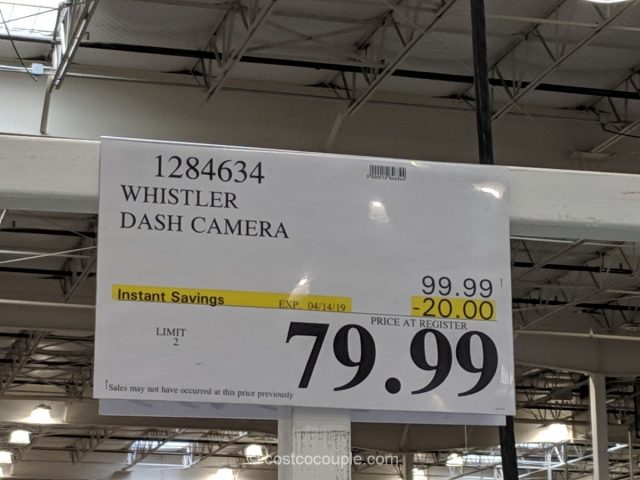 1284634
WHISTLER
DASH CAMERA
99.99
Instant Savings EXP. 04/14/19 -20.00
PRICE AT REGISTER
LIMIT
2
79.99
Sales may not have occurred at this price previously
©costcocouple.com